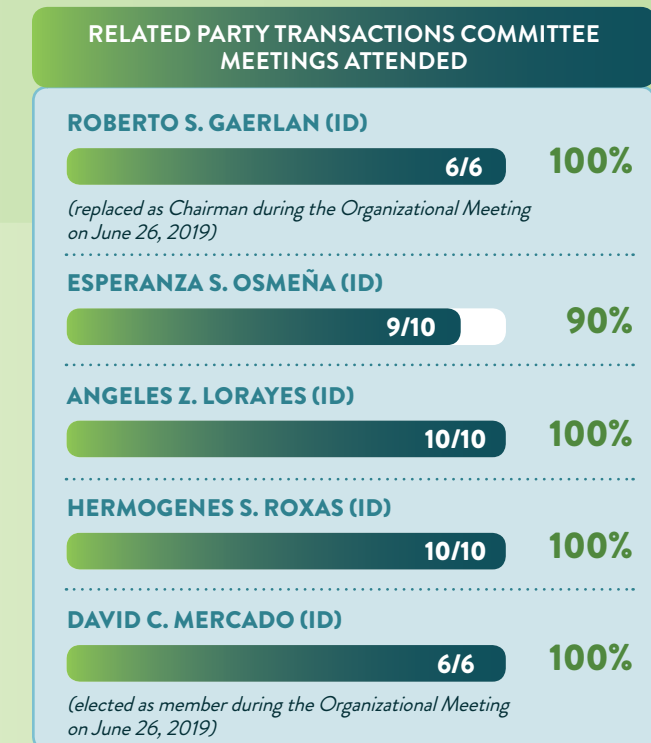 RELATED PARTY TRANSACTIONS COMMITTEE
MEETINGS ATTENDED
ROBERTO S. GAERLAN (ID)
6/6 100%
(replaced as Chairman during the Organizational Meeting
on June 26, 2019)
ESPERANZA S. OSMEÑA (ID)
9/10 90%
ANGELES Z. LORAYES (ID)
10/10 100%
HERMOGENES S. ROXAS (ID)
10/10 100%
DAVID C. MERCADO (ID)
6/6 100%
(elected as member during the Organizational Meeting
on June 26, 2019)